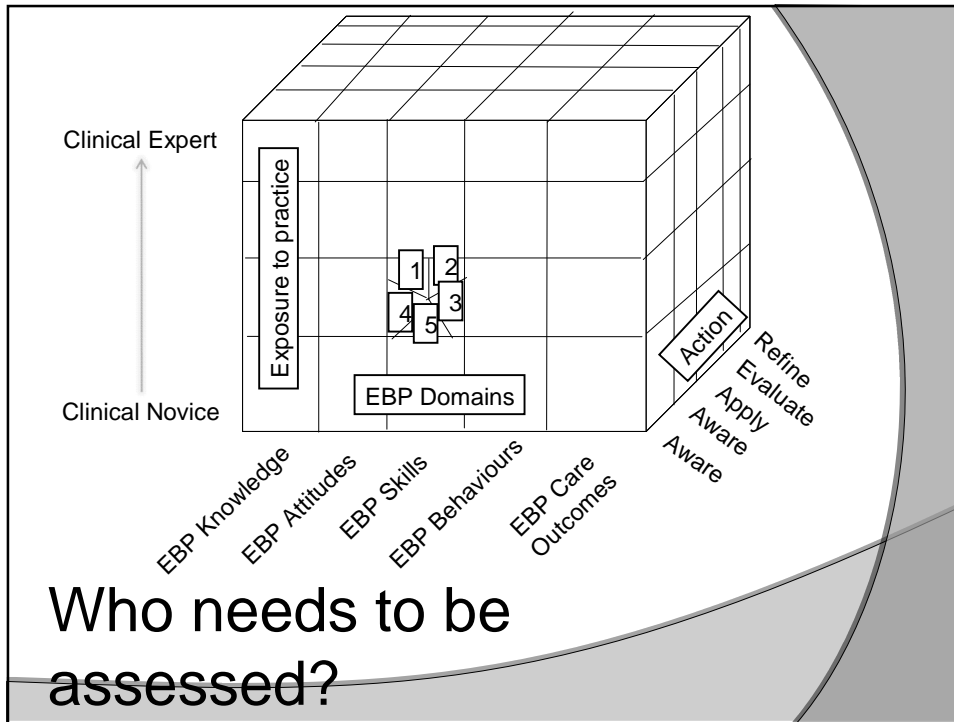 Clinical Expert
Exposure to practice
1
2
3
4
5
Action
EBP Domains
Clinical Novice
Refine
Evaluate
Apply
Aware
Aware
EBP Knowledge
EBP Attitudes
EBP Skills
EBP Behaviours
EBP Care
Outcomes
Who needs to be
assessed?